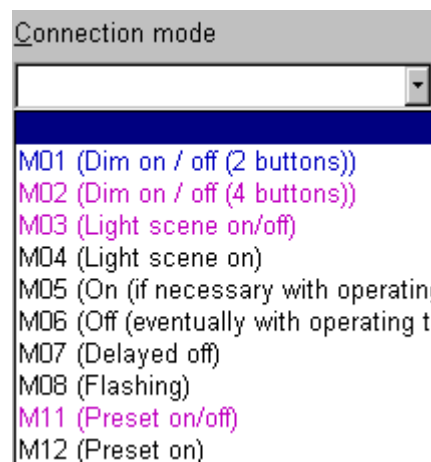 Connection mode
M01 (Dim on / off (2 buttons))
M02 (Dim on / off (4 buttons))
M03 (Light scene on/off)
M04 (Light scene on)
M05 (On (if necessary with operating
M06 (Off (eventually with operating t
M07 (Delayed off)
M08 (Flashing)
M11 (Preset on/off)
M12 (Preset on)